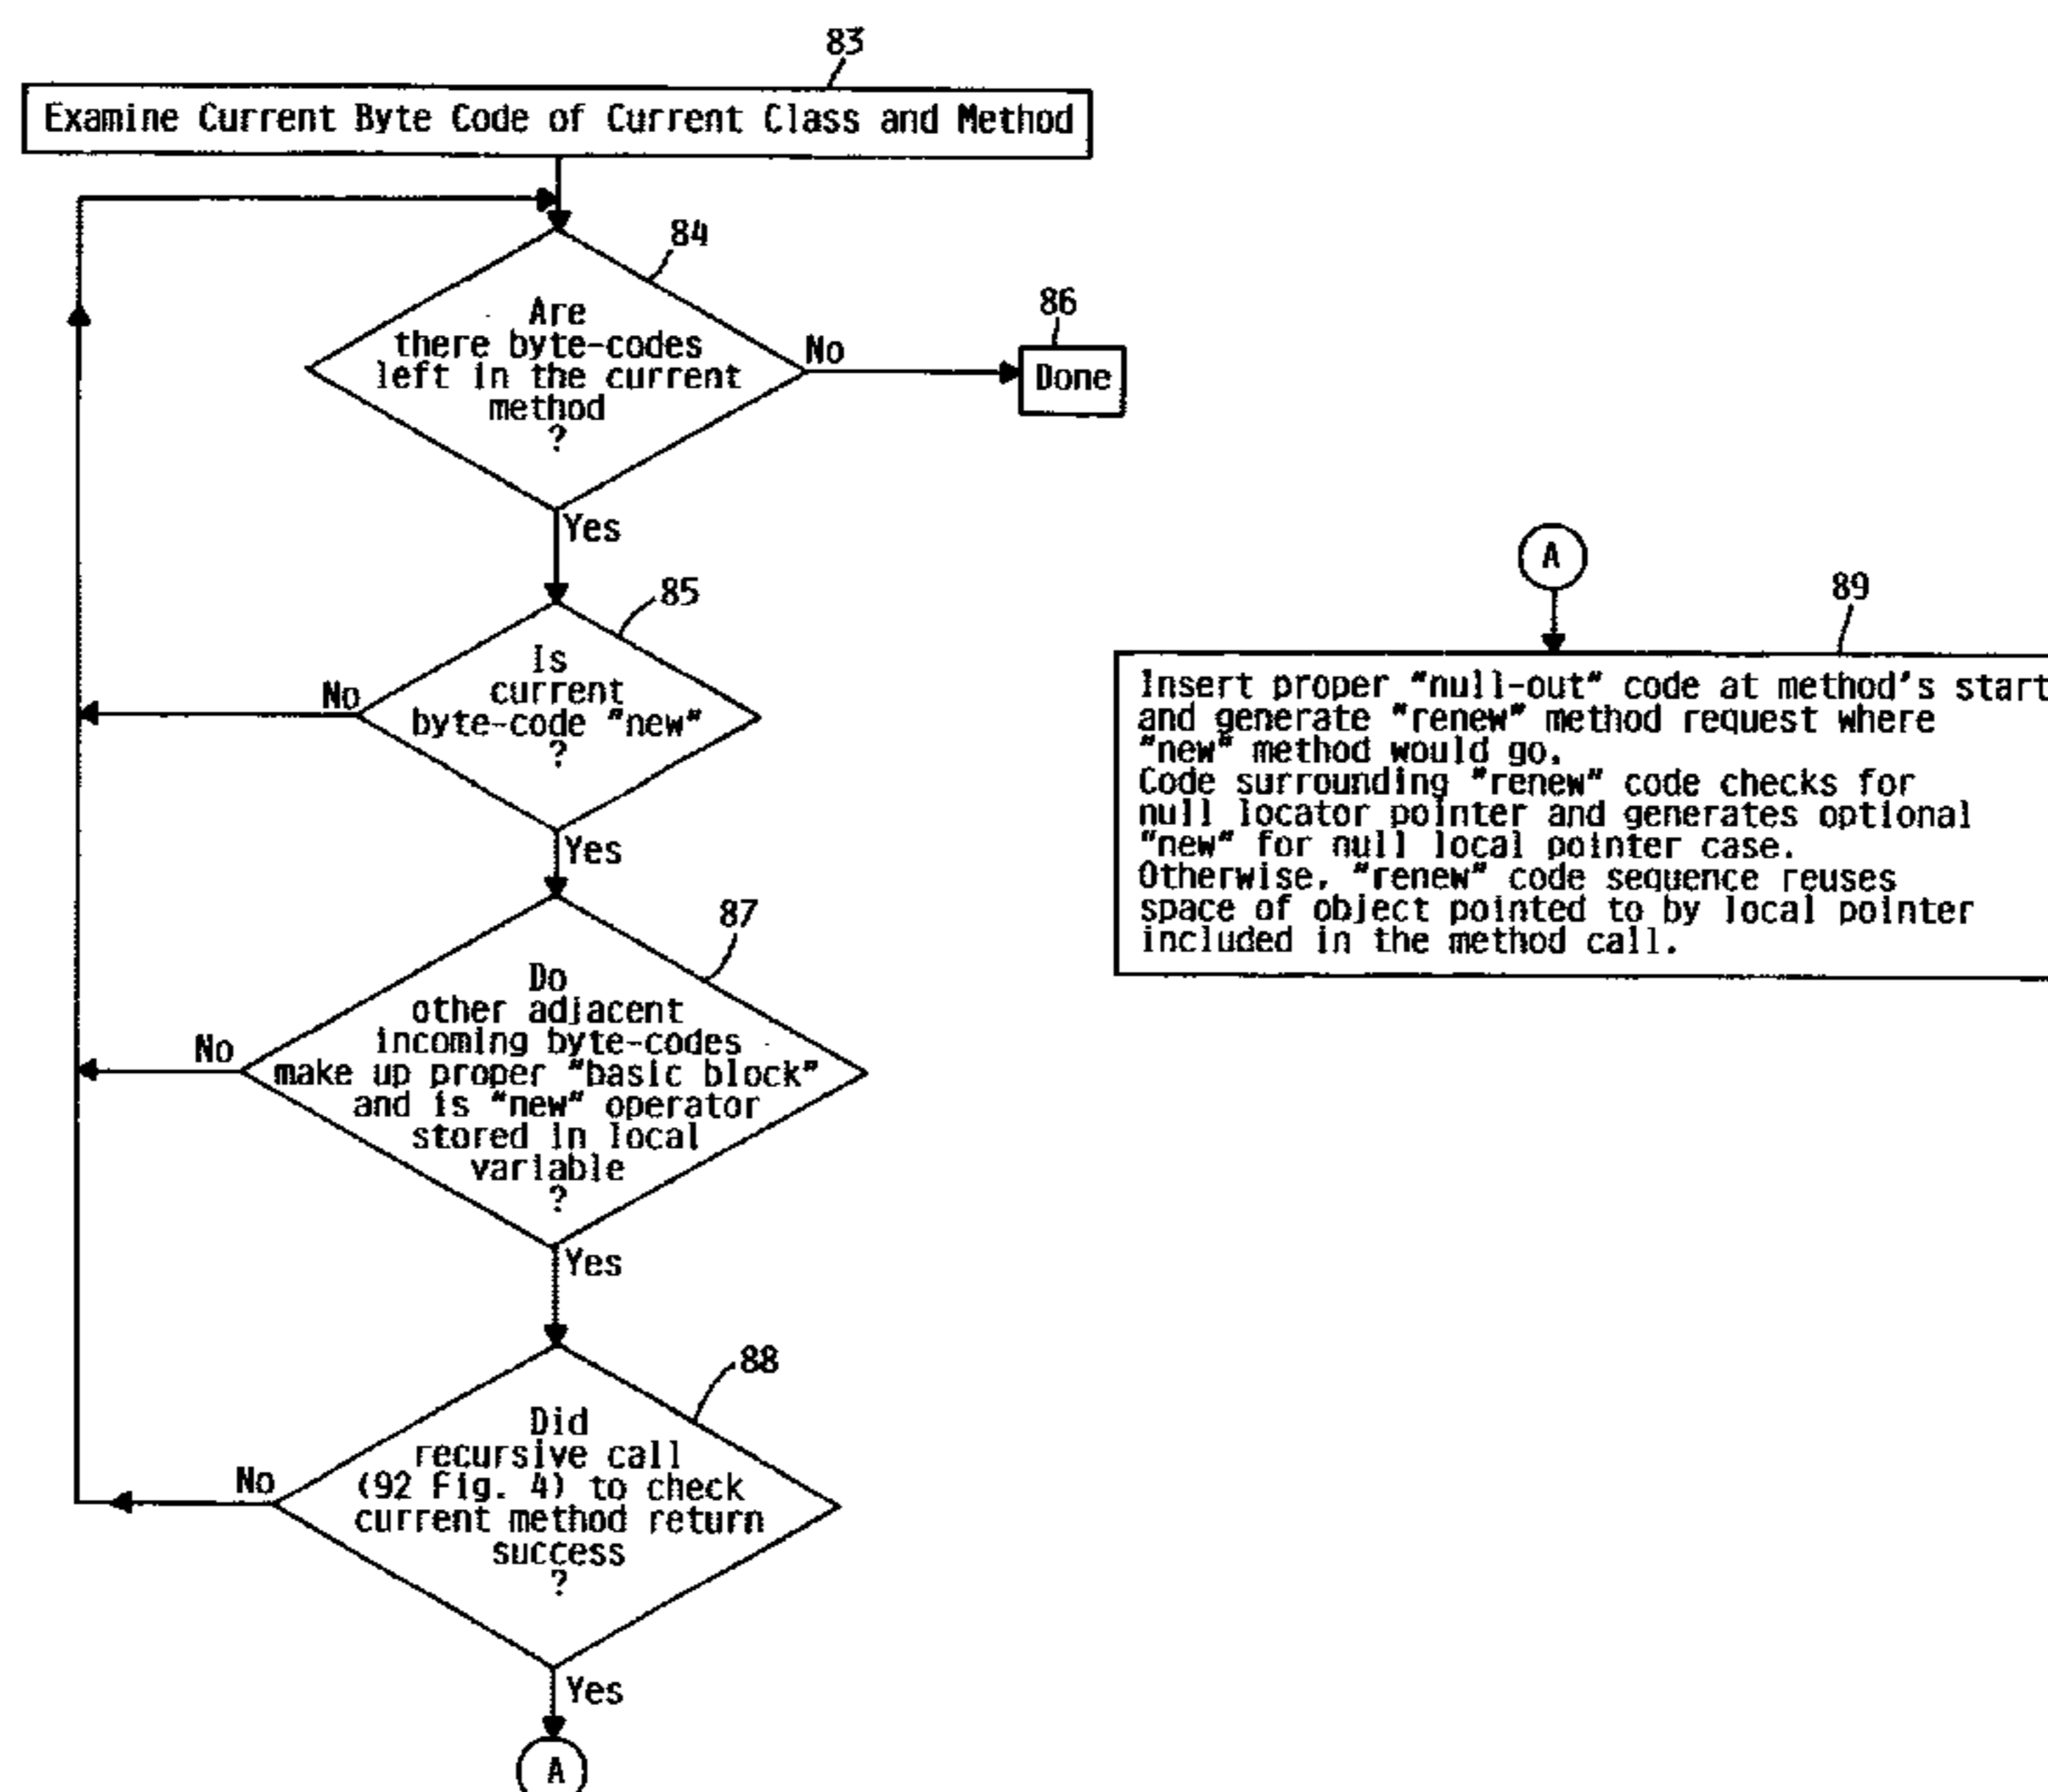 83
Examine Current Byte Code of Current Class and Method
84
Are
there byte-codes
left in the current
method
?
No
86
Done
Yes
85
Is
current
byte-code "new"
?
No
Yes
87
Do
other adjacent
incoming byte-codes
make up proper "basic block"
and is "new" operator
stored in local
variable
?
No
Yes
88
Did
recursive call
(92 Fig. 4) to check
current method return
success
?
No
Yes
A
A
89
Insert proper "null-out" code at method's start
and generate "renew" method request where
"new" method would go.
Code surrounding "renew" code checks for
null locator pointer and generates optional
"new" for null local pointer case.
Otherwise, "renew" code sequence reuses
space of object pointed to by local pointer
included in the method call.